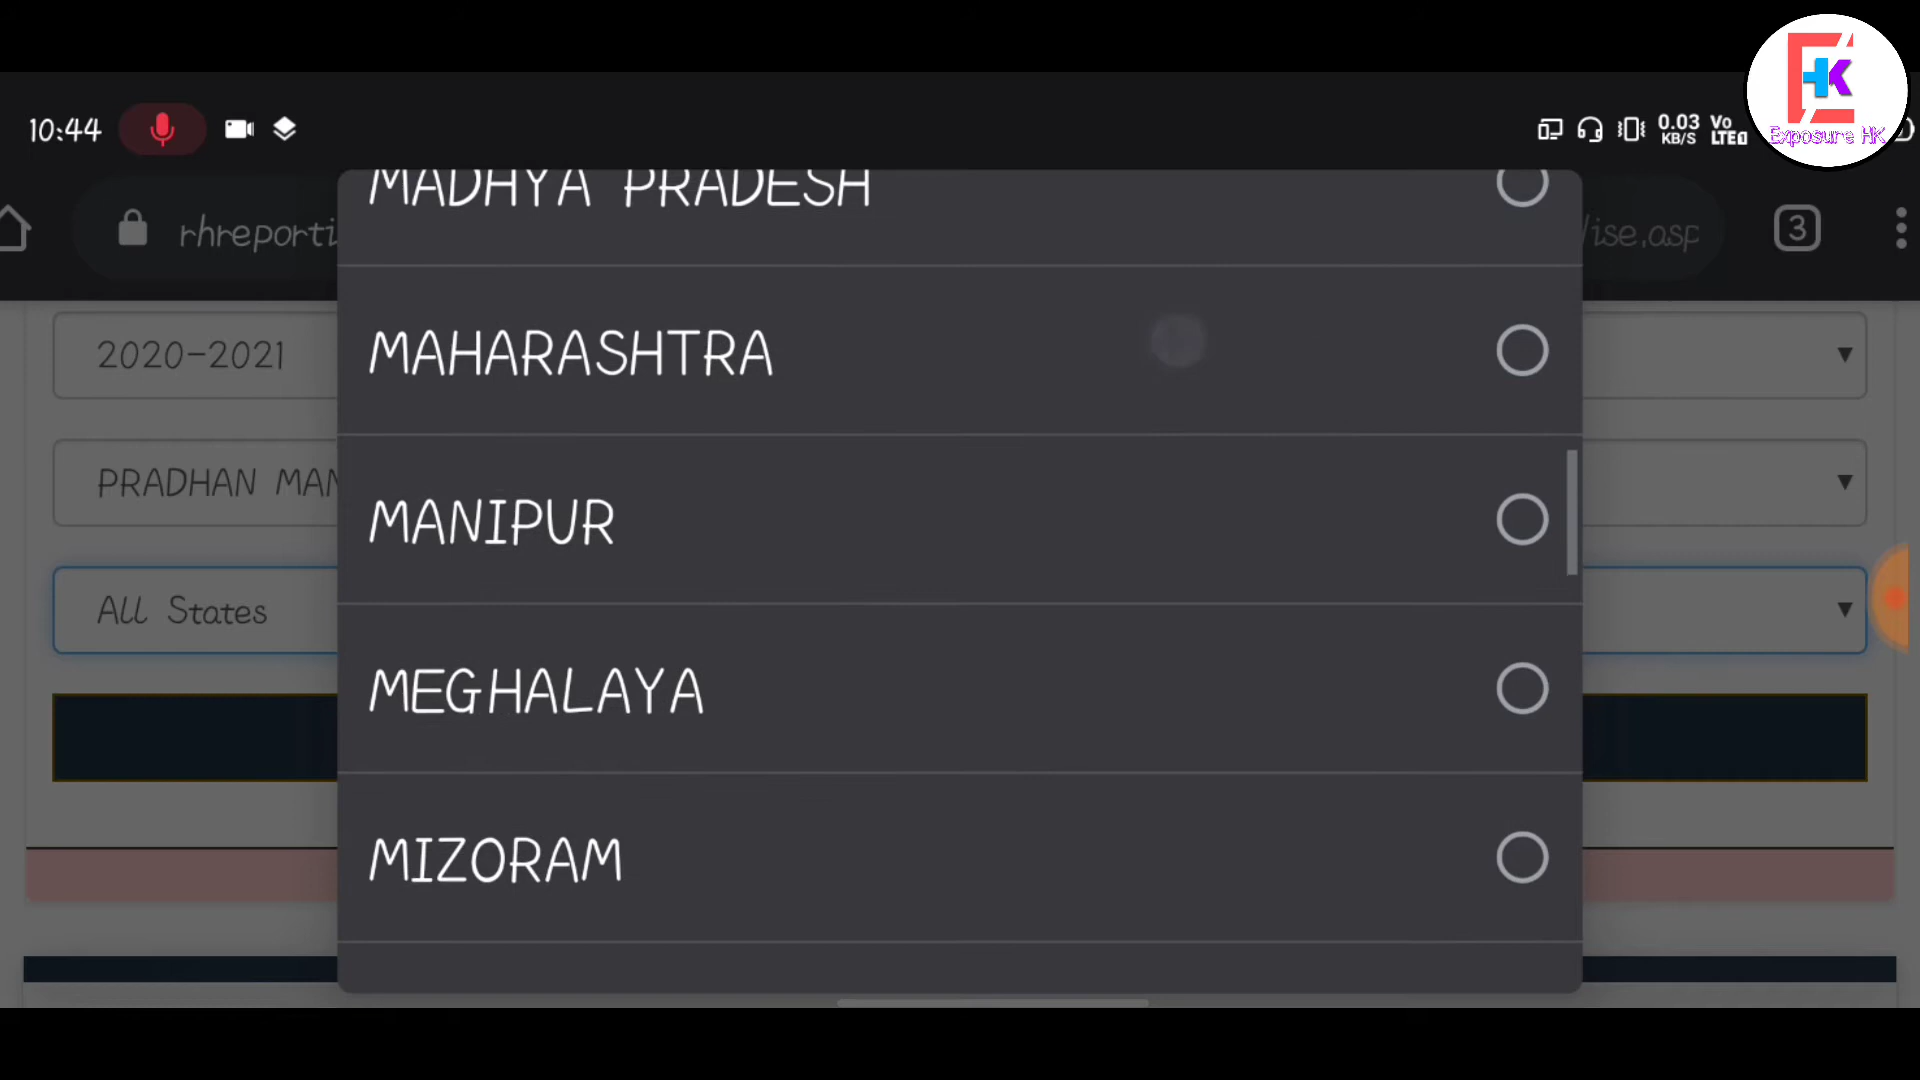 10:44
0.03
KB/S
Vo
LTE
Exposure HK
rhreporti
ise.asp
3
MADHYA PRADESH
MAHARASHTRA
2020-2021
MANIPUR
PRADHAN MAN
All States
MEGHALAYA
MIZORAM